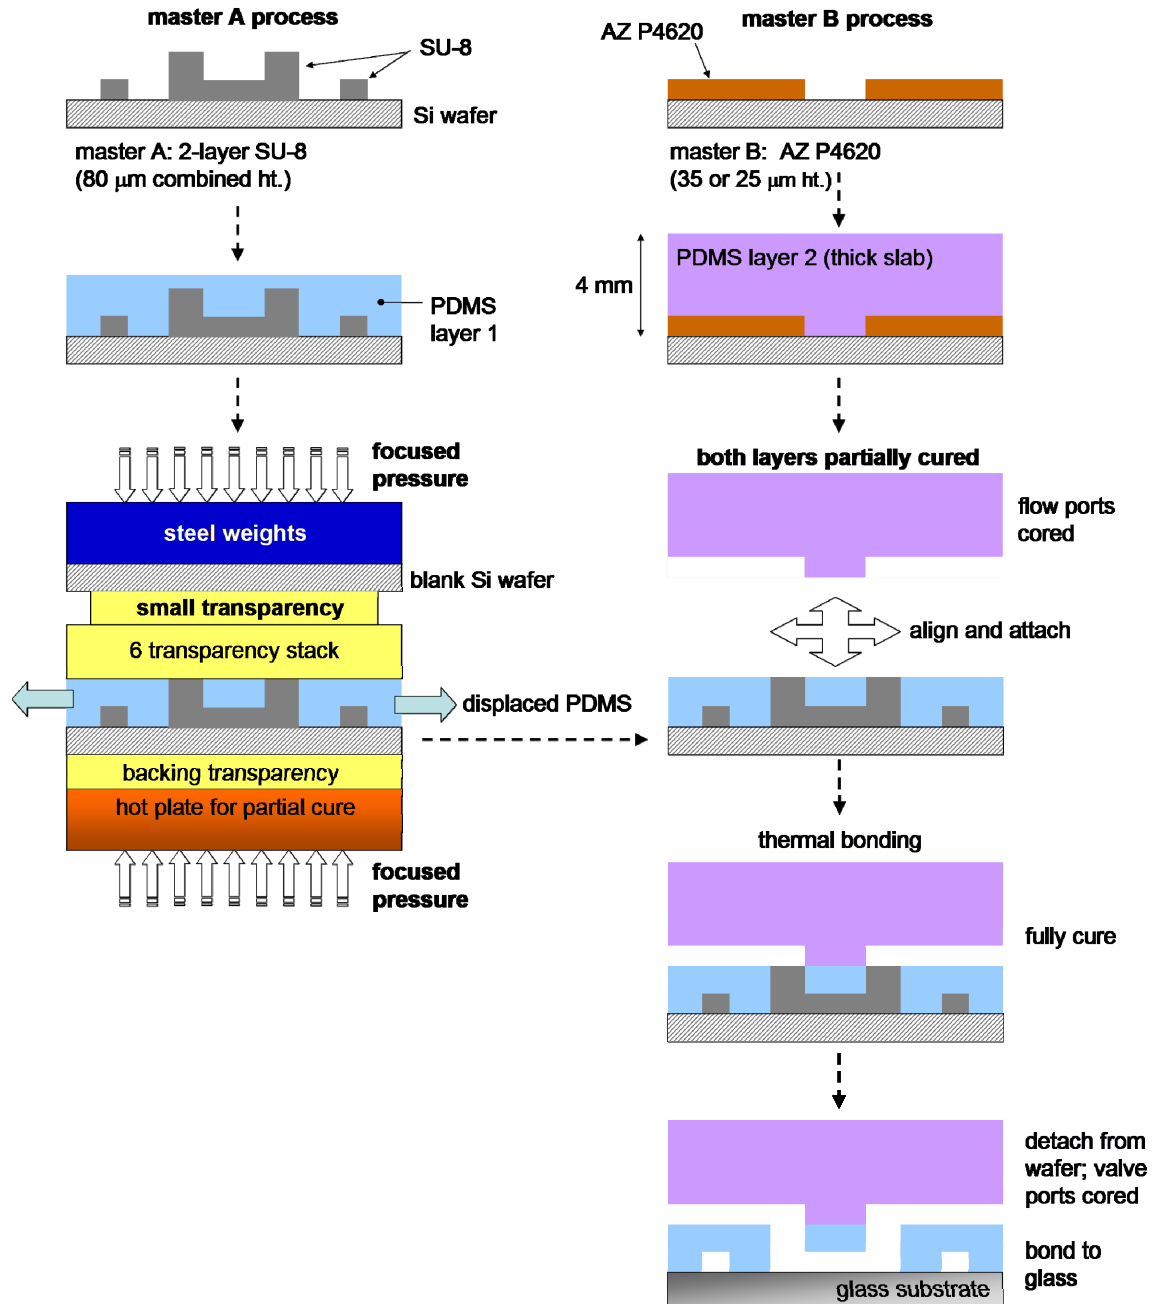 master A process
SU-8
Si wafer
master A: 2-layer SU-8
(80 μm combined ht.)
PDMS
layer 1
focused
pressure
steel weights
blank Si wafer
small transparency
6 transparency stack
displaced PDMS
backing transparency
hot plate for partial cure
focused
pressure
master B process
AZ P4620
master B:  AZ P4620
(35 or 25 μm ht.)
PDMS layer 2 (thick slab)
4 mm
both layers partially cured
flow ports
cored
align and attach
thermal bonding
fully cure
detach from
wafer; valve
ports cored
bond to
glass
glass substrate